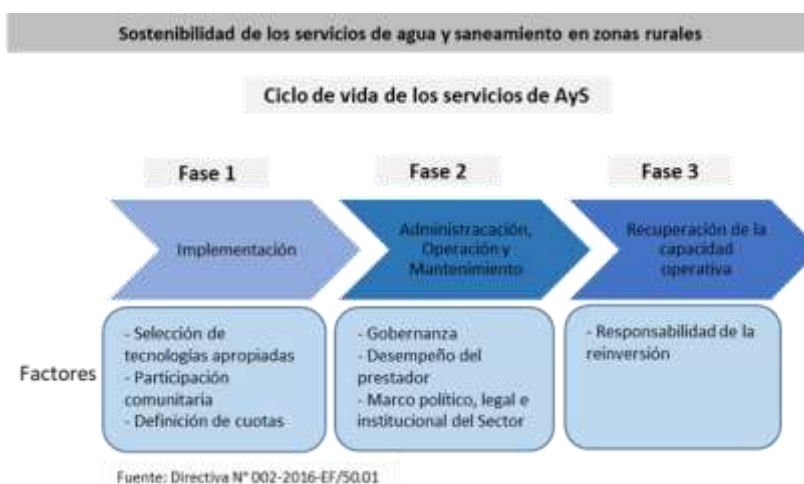 Sostenibilidad de los servicios de agua y saneamiento en zonas rurales
Ciclo de vida de los servicios de AyS
Fase 1
Fase 2
Fase 3
Implementación
Administracación,
Operación y
Mantenimiento
Recuperación de la
capacidad
operativa
Factores
- Selección de
tecnologías apropiadas
- Participación
comunitaria
- Definición de cuotas
- Gobernanza
- Desempeño del
prestador
- Marco político, legal e
institucional del Sector
- Responsabilidad de la
reinversión
Fuente: Directiva N° 002-2016-EF/50.01